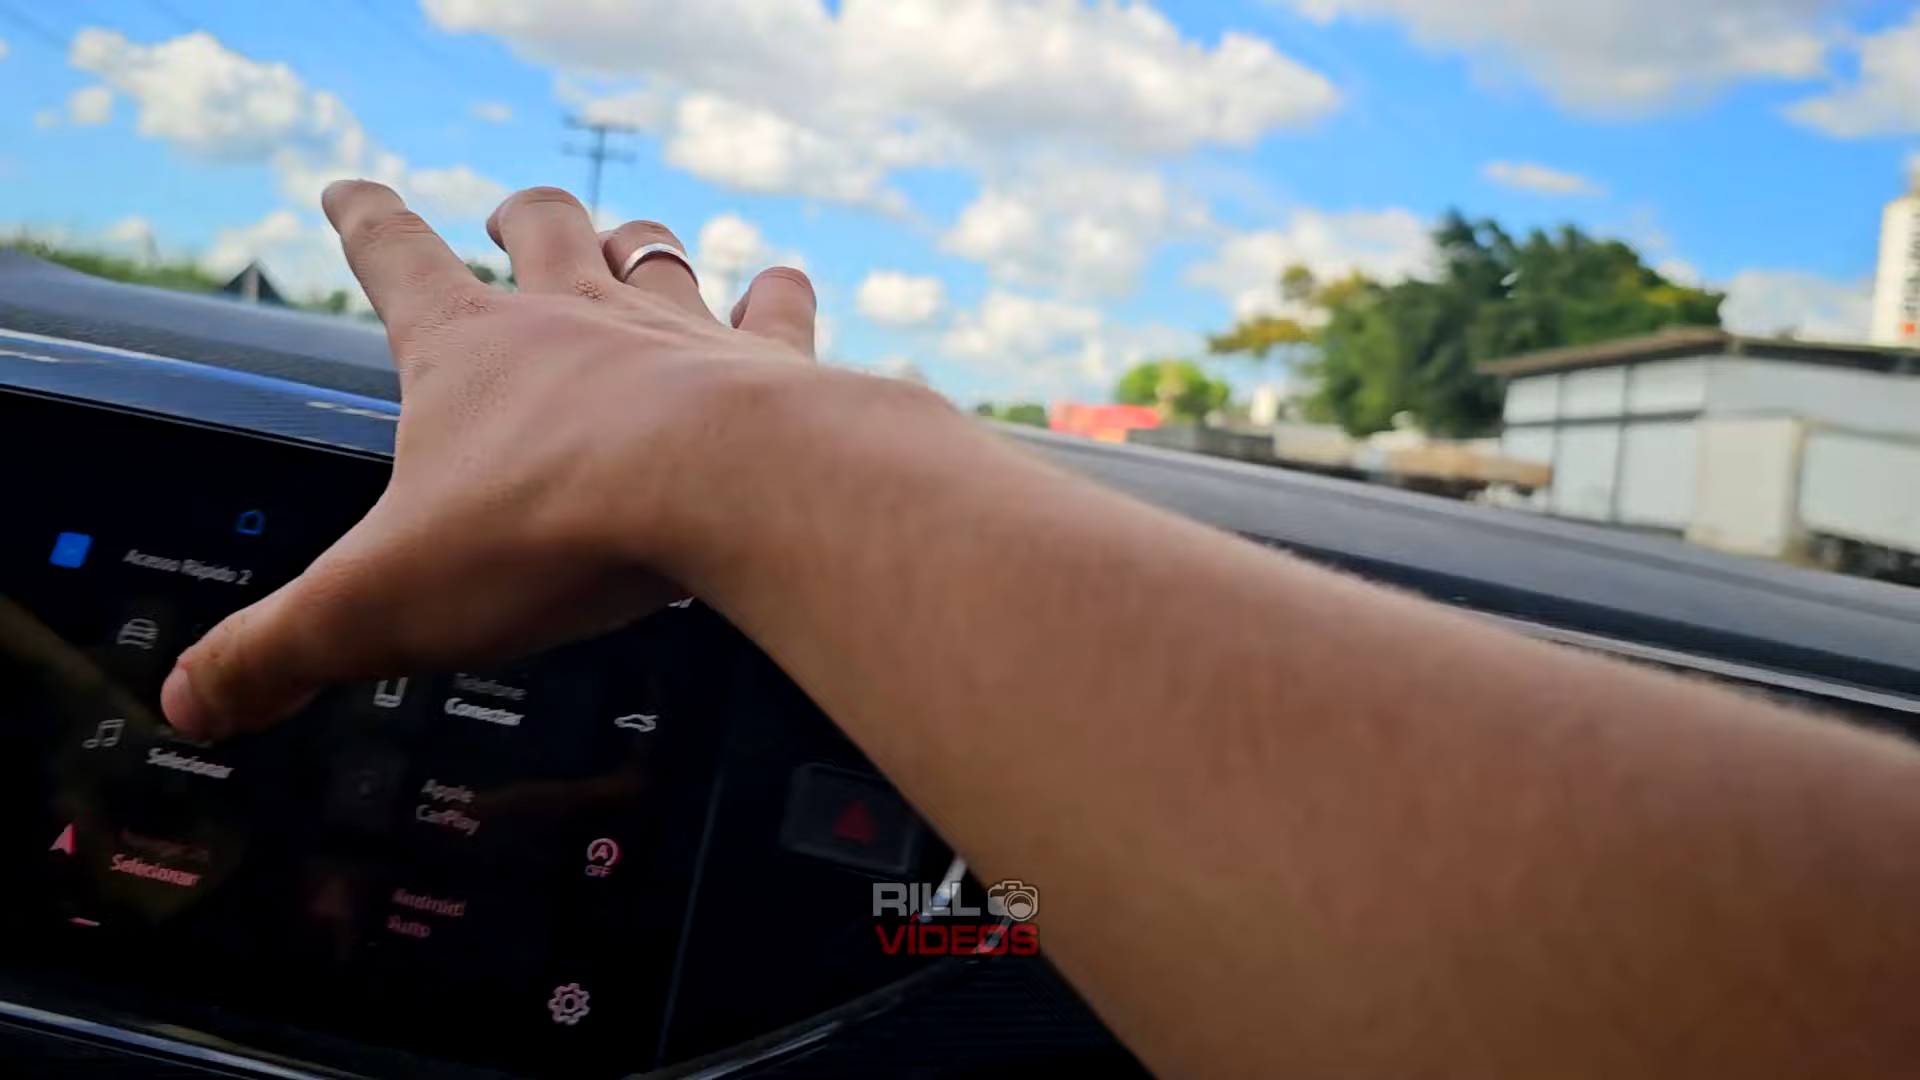 Acesso Rápido 2
Telefone
Conectar
Selecionar
Apple
CarPlay
Selecionar
OFF
Android
Auto
RILL
VÍDEOS